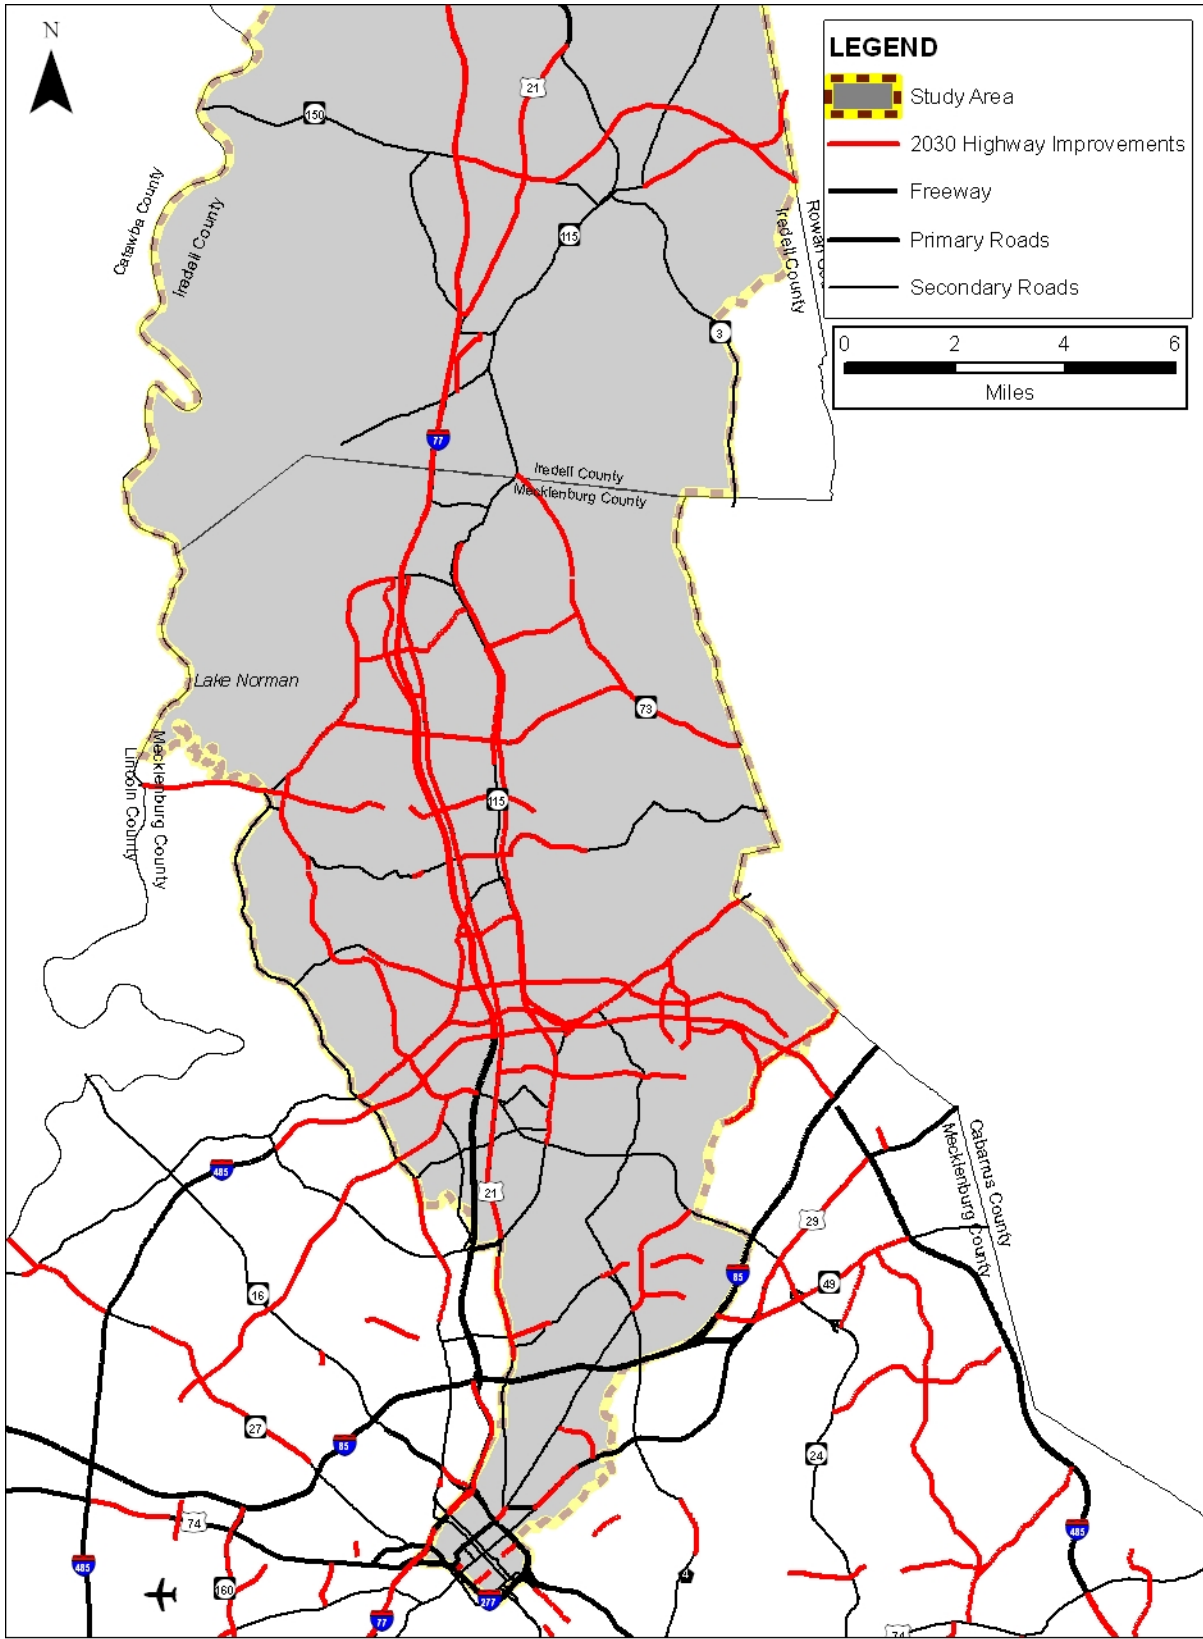 N
LEGEND
Study Area
2030 Highway Improvements
Freeway
Primary Roads
Secondary Roads
0 2 4 6
Miles
21
150
115
3
Catawba County
Iredell County
Iredell County
Rowan
77
Iredell County
Mecklenburg County
Lake Norman
73
Mecklenburg County
Lincoln County
115
485
21
29
85
49
16
Cabarrus County
Mecklenburg County
27
85
24
74
485
485
160
277
77
74